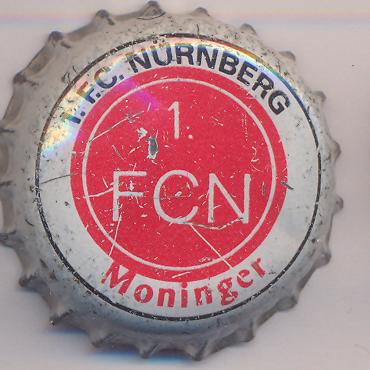 1. F.C. NÜRNBERG
1.
FCN
Moninger